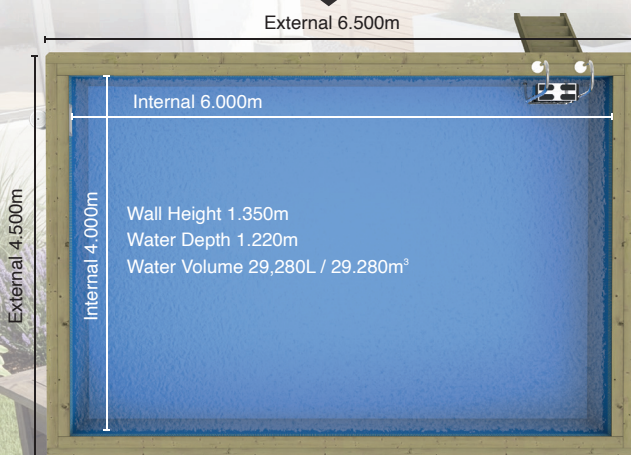 External 6.500m
Internal 6.000m
External 4.500m
Internal 4.000m
Wall Height 1.350m
Water Depth 1.220m
Water Volume 29,280L / 29.280m³